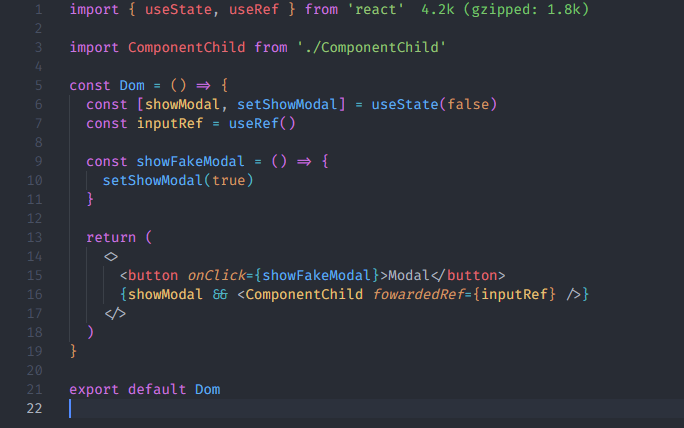 1 import { useState, useRef } from 'react' 4.2k (gzipped: 1.8k)
2
3 import ComponentChild from './ComponentChild'
4
5 const Dom = () => {
6 const [showModal, setShowModal] = useState(false)
7 const inputRef = useRef()
8
9 const showFakeModal = () => {
10 setShowModal(true)
11 }
12
13 return (
14 <>
15 <button onClick={showFakeModal}>Modal</button>
16 {showModal && <ComponentChild fowardedRef={inputRef} />}
17 </>
18 )
19 }
20
21 export default Dom
22